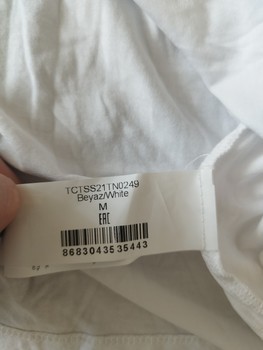 TCTSS21TN0249
Beyaz/White
M
EAC
8683043535443